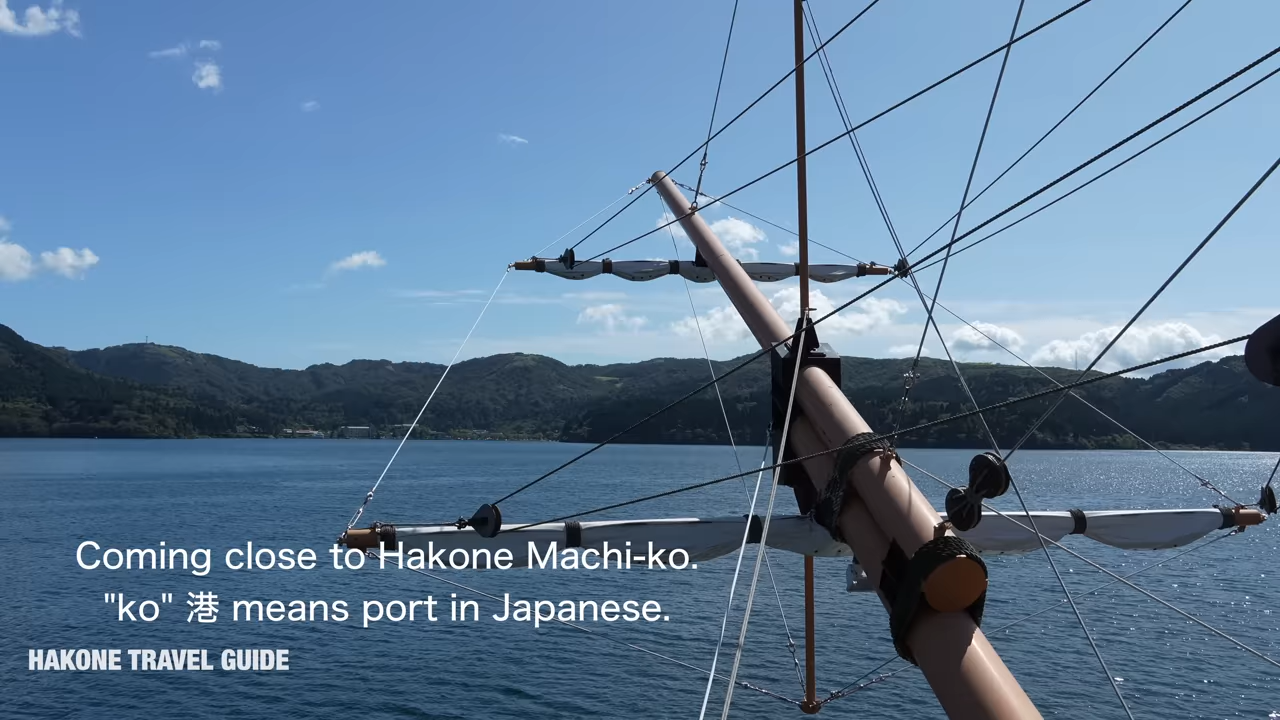 Coming close to Hakone Machi-ko.
"ko" 港 means port in Japanese.
HAKONE TRAVEL GUIDE